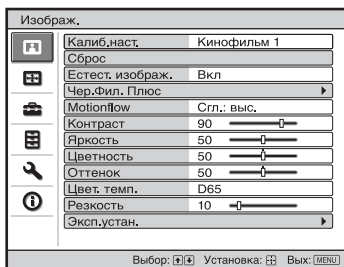 Изображ.
Калиб.наст. Кинофильм 1
Сброс
Естест. изображ. Вкл
Чер.Фил. Плюс
Motionflow Сгл.: выс.
Контраст 90
Яркость 50
Цветность 50
Оттенок 50
Цвет. темп. D65
Резкость 10
Эксп.устан.
Выбор: Установка: Вых: MENU